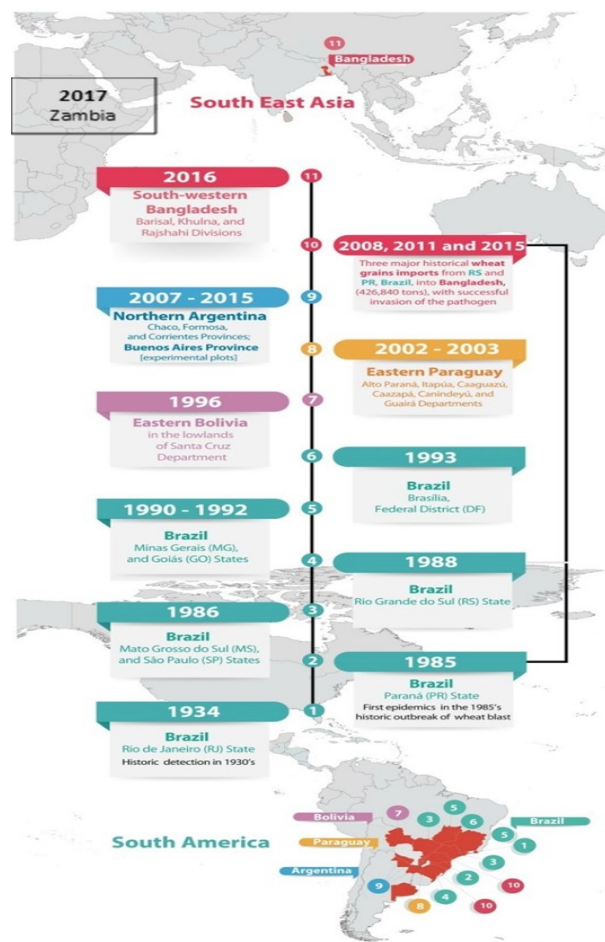 11
Bangladesh
South East Asia
2017
Zambia
2016
South-western
Bangladesh
Barisal, Khulna, and
Rajshahi Divisions
11
10
2008, 2011 and 2015
Three major historical wheat
grains imports from RS and
PR, Brazil, into Bangladesh,
(426,840 tons), with successful
invasion of the pathogen
2007 - 2015
Northern Argentina
Chaco, Formosa,
and Corrientes Provinces;
Buenos Aires Province
[experimental plots]
9
8
2002 - 2003
Eastern Paraguay
Alto Paraná, Itapúa, Caaguazú,
Caazapá, Canindeyú, and
Guairá Departments
1996
Eastern Bolivia
in the lowlands
of Santa Cruz
Department
7
6
1993
Brazil
Brasília,
Federal District (DF)
1990 - 1992
Brazil
Minas Gerais (MG),
and Goiás (GO) States
5
4
1988
Brazil
Rio Grande do Sul (RS) State
1986
Brazil
Mato Grosso do Sul (MS),
and São Paulo (SP) States
3
2
1985
Brazil
Paraná (PR) State
First epidemics in the 1985's
historic outbreak of wheat blast
1934
Brazil
Rio de Janeiro (RJ) State
Historic detection in 1930's
1
South America
Bolivia
Paraguay
Argentina
Brazil
7
3
5
6
5
1
3
2
10
9
8
4
10